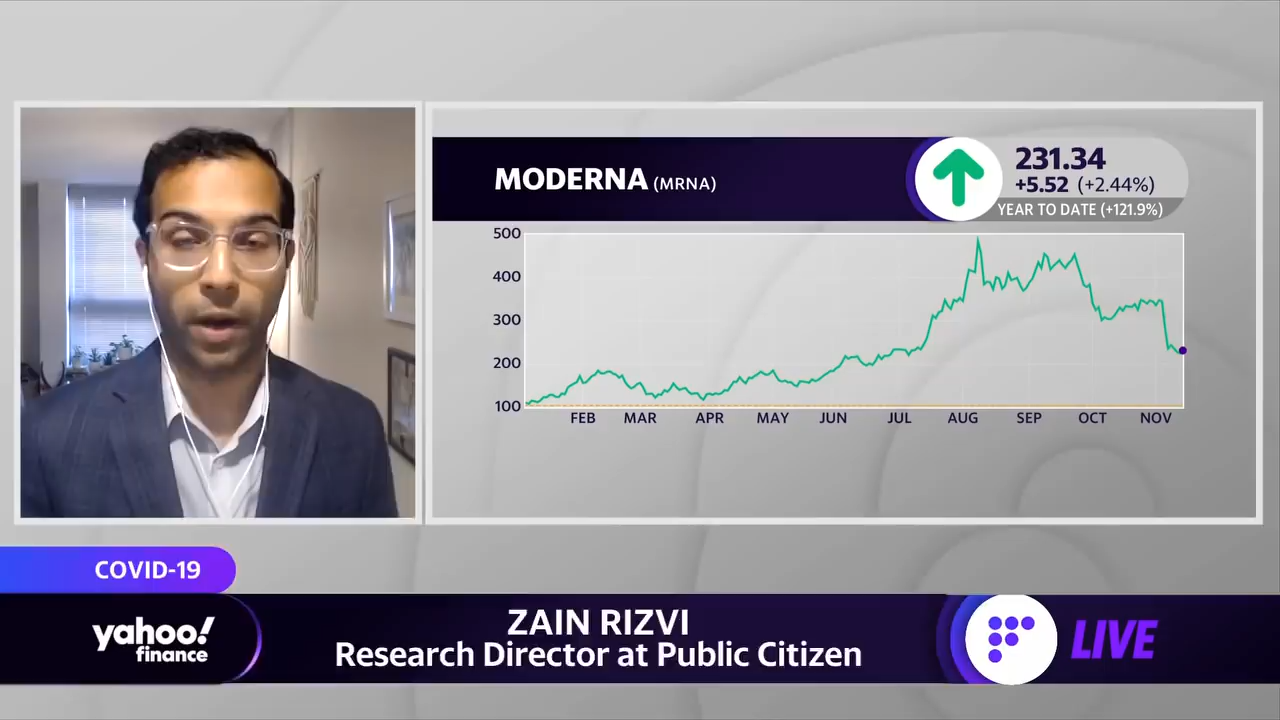 MODERNA (MRNA)
231.34
+5.52 (+2.44%)
YEAR TO DATE (+121.9%)
500
400
300
200
100
FEB MAR APR MAY JUN JUL AUG SEP OCT NOV
COVID-19
yahoo!
finance
ZAIN RIZVI
Research Director at Public Citizen
LIVE